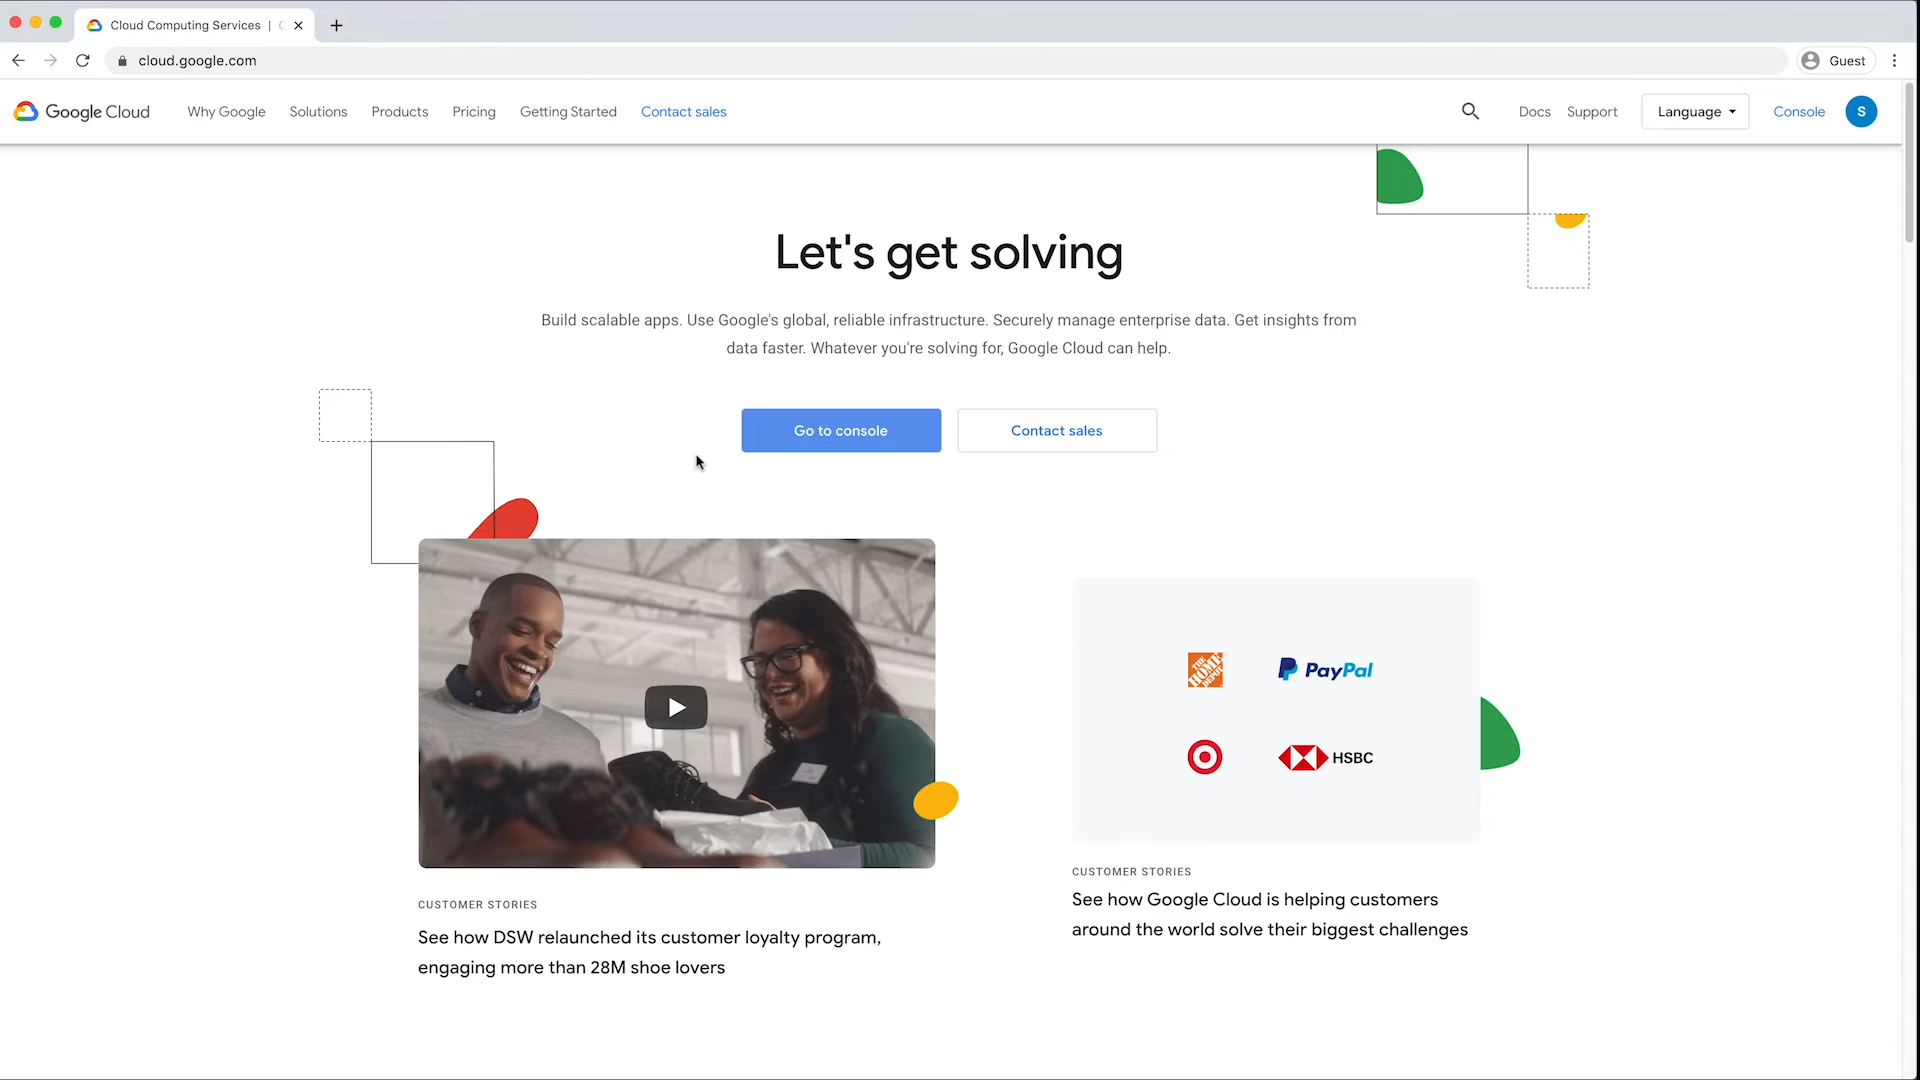 Cloud Computing Services |
cloud.google.com
Guest
Google Cloud
Why Google
Solutions
Products
Pricing
Getting Started
Contact sales
Docs
Support
Language
Console
S
Let's get solving
Build scalable apps. Use Google's global, reliable infrastructure. Securely manage enterprise data. Get insights from
data faster. Whatever you're solving for, Google Cloud can help.
Go to console
Contact sales
THE
HOME
DEPOT
PayPal
HSBC
CUSTOMER STORIES
See how DSW relaunched its customer loyalty program,
engaging more than 28M shoe lovers
CUSTOMER STORIES
See how Google Cloud is helping customers
around the world solve their biggest challenges